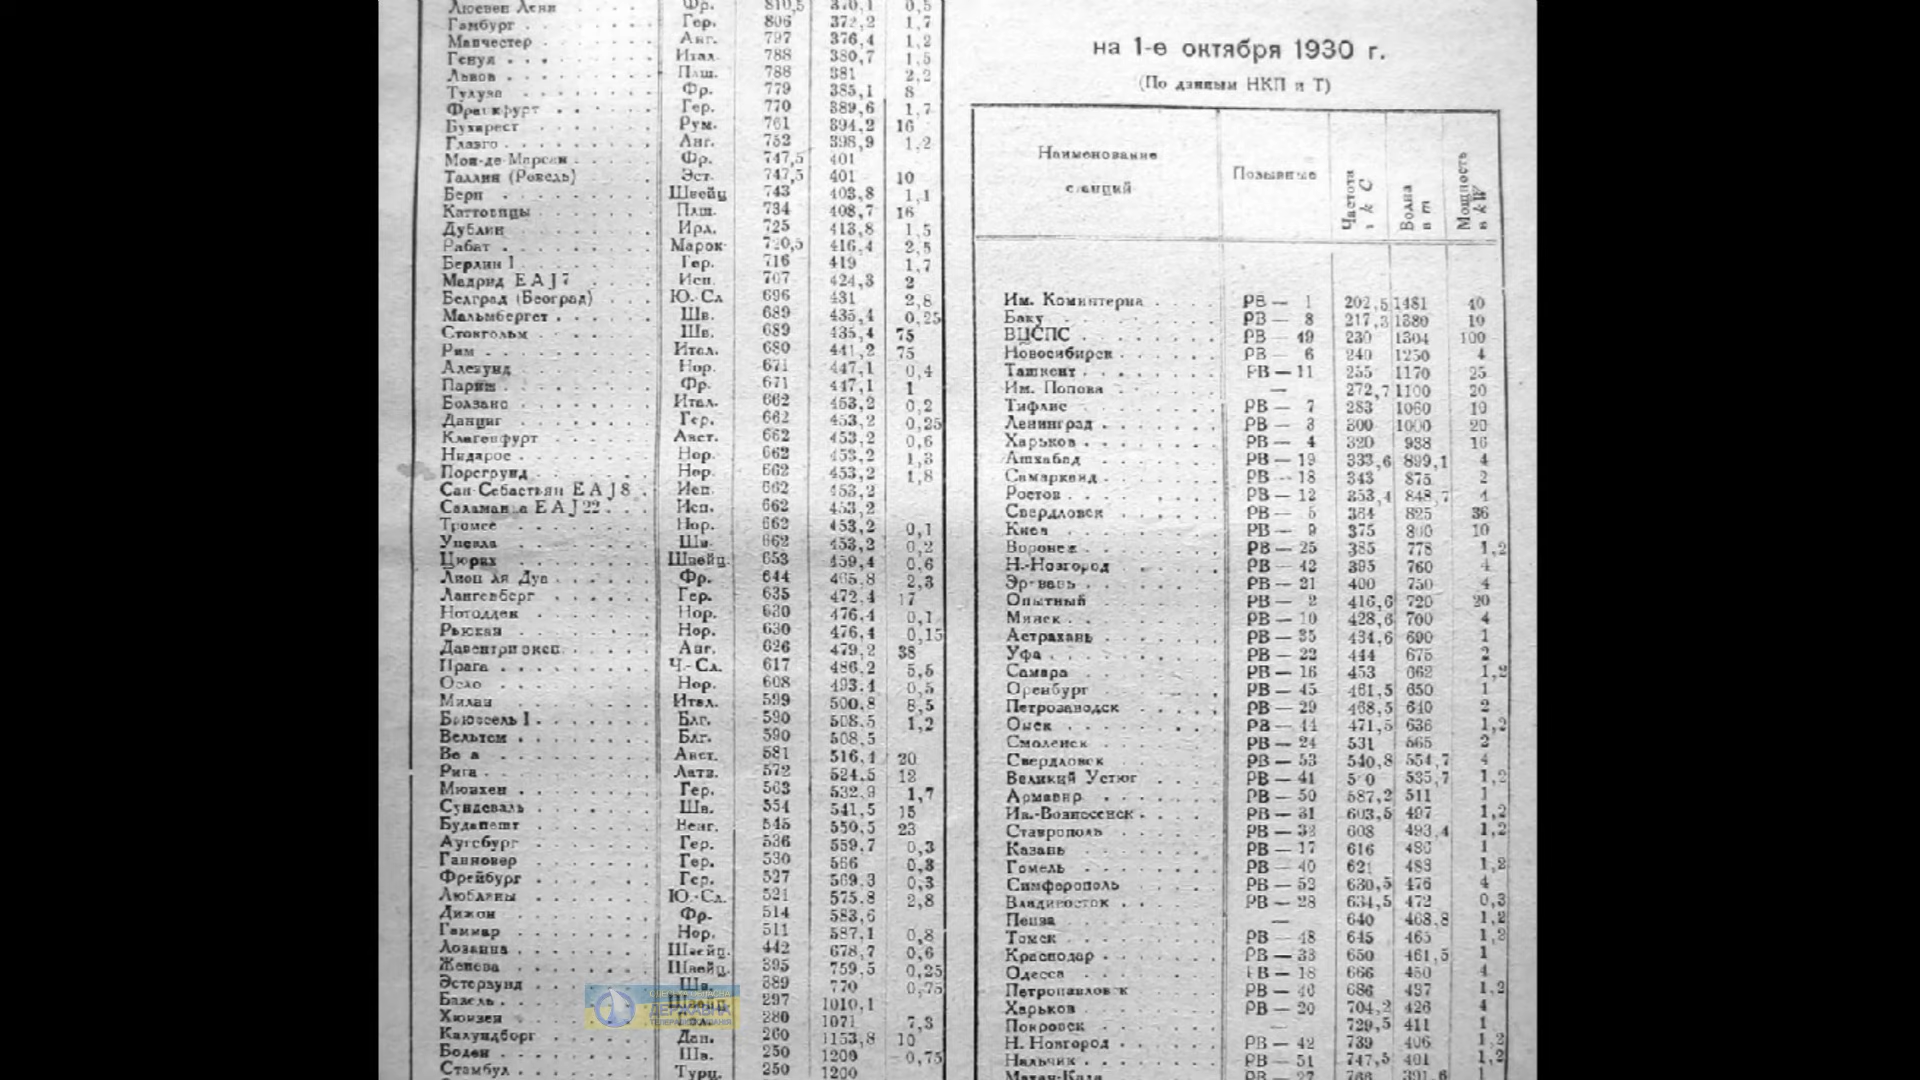 Гамбург Гер. 806 372,2 1,7
Манчестер Анг. 797 376,4 1,2
Генуя Итал. 788 380,7 1,5
Львов Плш. 788 381 2,2
Тулуза Фр. 779 385,1 8
Франкфурт Гер. 770 389,6 1,7
Бухарест Рум. 761 394,2 16
Глазго Анг. 752 398,9 1,2
Мон-де-Марсан Фр. 747,5 401
Таллин (Ревель) Эст. 747,5 401 10
Берн Швейц 743 403,8 1,1
Каттовицы Плш. 734 408,7 16
Дублин Ирл. 725 413,8 1,5
Рабат Марок 720,5 416,4 2,5
Берлин I Гер. 716 419 1,7
Мадрид EAJ7 Исп. 707 424,3 2
Белград (Београд) Ю.-Сл 696 431 2,8
Мальмбергет Шв. 689 435,4 0,25
Стокгольм Шв. 689 435,4 75
Рим Итал. 680 441,2 75
Алезунд Нор. 671 447,1 0,4
Париж Фр. 671 447,1 1
Болзано Итал. 662 453,2 0,2
Данциг Гер. 662 453,2 0,25
Клагенфурт Авст. 662 453,2 0,6
Нидарос Нор. 662 453,2 1,3
Порсгрунд Нор. 662 453,2 1,8
Сан-Себастьян EAJ8 Исп. 662 453,2
Саламанка EAJ22 Исп. 662 453,2
Тромсе Нор. 662 453,2 0,1
Упсала Шв. 662 453,2 0,2
Цюрих Швейц. 653 459,4 0,6
Лион ля Дуа Фр. 644 465,8 2,3
Лангенберг Гер. 635 472,4 17
Нотодден Нор. 630 476,4 0,1
Рьюкан Нор. 630 476,4 0,15
Давентри эксп. Анг. 626 479,2 38
Прага Ч.-Сл. 617 486,2 5,5
Осло Нор. 608 493,4 0,5
Милан Итал. 599 500,8 8,5
Брюссель I Блг. 590 508,5 1,2
Вельтем Блг. 590 508,5
Ве а Авст. 581 516,4 20
Рига Латв. 572 524,5 12
Мюнхен Гер. 563 532,9 1,7
Сундсваль Шв. 554 541,5 15
Будапешт Венг. 545 550,5 23
Аугсбург Гер. 536 559,7 0,3
Ганновер Гер. 530 566 0,3
Фрейбург Гер. 527 569,3 0,3
Любляны Ю.-Сл. 521 575,8 2,8
Дижон Фр. 514 583,6
Гаммар Нор. 511 587,1 0,8
Лозанна Швейц. 442 678,7 0,6
Женева Швейц. 395 759,5 0,25
Эстерзунд Шв. 389 770 0,75
Базель Швейц. 297 1010,1
Хюизен 280 1071 7,3
Калундборг Дан. 260 1153,8 10
Боден Шв. 250 1200 0,75
Стамбул Турц. 250 1200
ДЕРЖАВНА
на 1-е октября 1930 г.
(По данным НКП и Т)
Наименование станций Позывные Частота в kC Волна в m Мощность в kW
Им. Коминтерна РВ — 1 202,5 1481 40
Баку РВ — 8 217,3 1380 10
ВЦСПС РВ — 49 230 1304 100
Новосибирск РВ — 6 240 1250 4
Ташкент РВ — 11 255 1170 25
Им. Попова — 272,7 1100 20
Тифлис РВ — 7 283 1060 10
Ленинград РВ — 3 300 1000 20
Харьков РВ — 4 320 938 16
Ашхабад РВ — 19 333,6 899,1 4
Самарканд РВ — 18 343 875 2
Ростов РВ — 12 353,4 848,7 4
Свердловск РВ — 5 364 825 36
Киев РВ — 9 375 800 10
Воронеж РВ — 25 385 778 1,2
Н.-Новгород РВ — 42 395 760 4
Эривань РВ — 21 400 750 4
Опытный РВ — 2 416,6 720 20
Минск РВ — 10 428,6 700 4
Астрахань РВ — 35 434,6 690 1
Уфа РВ — 22 444 675 2
Самара РВ — 16 453 662 1,2
Оренбург РВ — 45 461,5 650 1
Петрозаводск РВ — 29 468,5 640 2
Омск РВ — 44 471,5 636 1,2
Смоленск РВ — 24 531 565 2
Свердловск РВ — 53 540,8 554,7 4
Великий Устюг РВ — 41 535,7 1,2
Армавир РВ — 50 587,2 511 1
Ив.-Вознесенск РВ — 31 603,5 497 1,2
Ставрополь РВ — 608 493,4 1,2
Казань РВ — 17 616 486 1
Гомель РВ — 40 621 483 1,2
Симферополь РВ — 52 630,5 476 4
Владивосток РВ — 28 634,5 472 0,3
Пенза — 640 468,8 1,2
Томск РВ — 48 645 465 1,2
Краснодар РВ — 33 650 461,5 1
Одесса РВ — 18 666 450 4
Петропавловск РВ — 40 686 437 1,2
Харьков РВ — 20 704,2 426 4
Покровск — 729,5 411 1
Н. Новгород РВ — 42 739 406 1,2
Нальчик РВ — 51 747,5 401 1,2